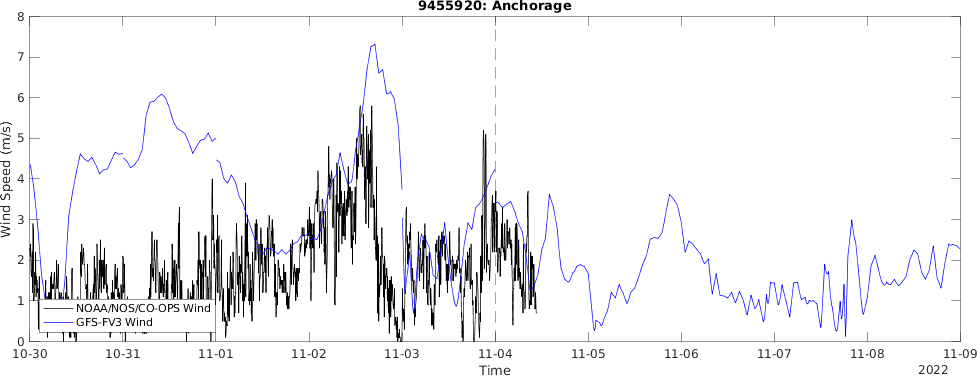 9455920: Anchorage
8
7
6
5
4
3
2
1
0
Wind Speed (m/s)
NOAA/NOS/CO-OPS Wind
GFS-FV3 Wind
10-30 10-31 11-01 11-02 11-03 11-04 11-05 11-06 11-07 11-08 11-09
Time
2022